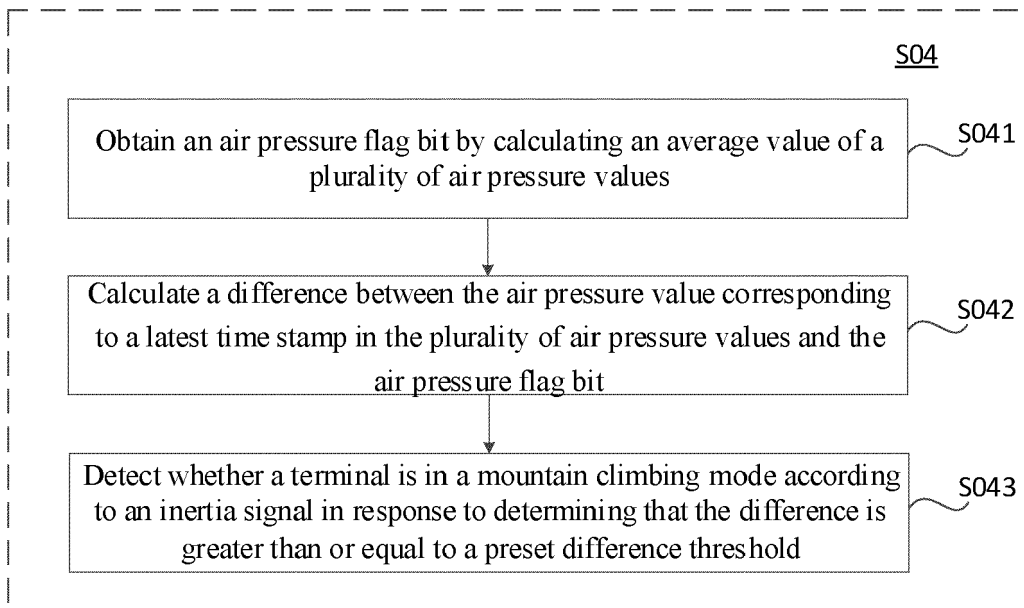 S04
Obtain an air pressure flag bit by calculating an average value of a
plurality of air pressure values
S041
Calculate a difference between the air pressure value corresponding
to a latest time stamp in the plurality of air pressure values and the
air pressure flag bit
S042
Detect whether a terminal is in a mountain climbing mode according
to an inertia signal in response to determining that the difference is
greater than or equal to a preset difference threshold
S043